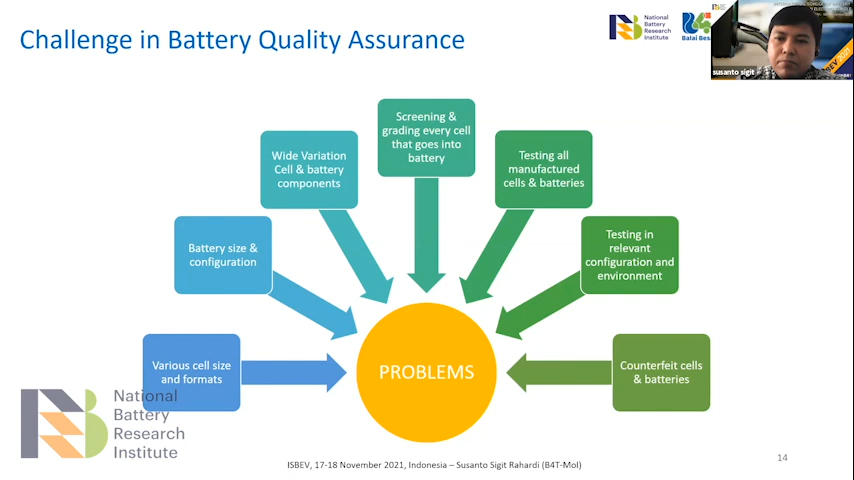 Challenge in Battery Quality Assurance
National
Battery
Research
Institute
Balai Bes
susanto sigit
Screening &
grading every cell
that goes into
battery
Wide Variation
Cell & battery
components
Testing all
manufactured
cells & batteries
Battery size &
configuration
Testing in
relevant
configuration and
environment
Various cell size
and formats
PROBLEMS
Counterfeit cells
& batteries
National
Battery
Research
Institute
ISBEV, 17-18 November 2021, Indonesia – Susanto Sigit Rahardi (B4T-MoI)
14